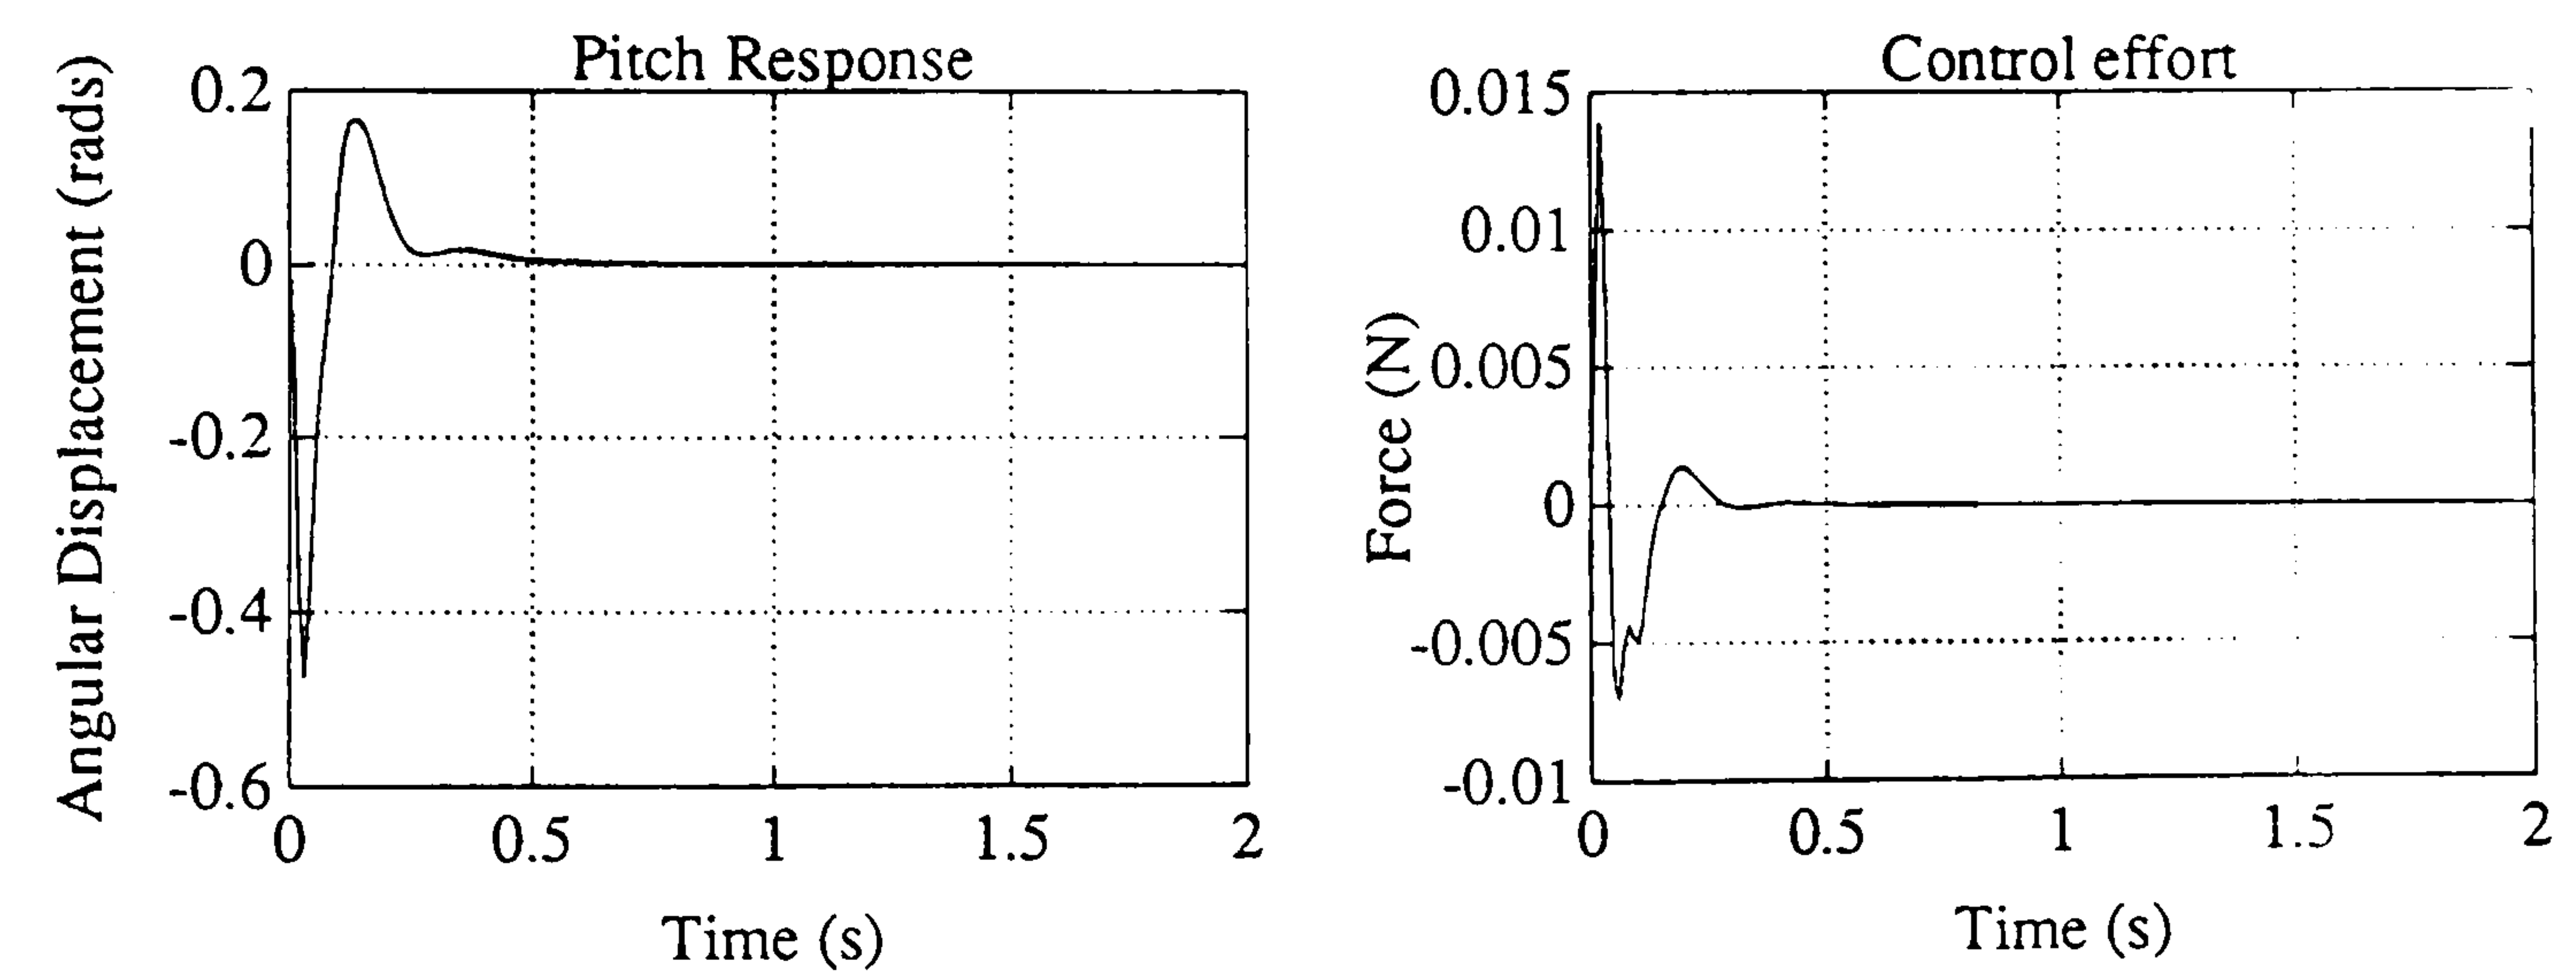 Pitch Response
Angular Displacement (rads)
0.2
0
-0.2
-0.4
-0.6
0 0.5 1 1.5 2
Time (s)
Control effort
Force (N)
0.015
0.01
0.005
0
-0.005
-0.01
0 0.5 1 1.5 2
Time (s)